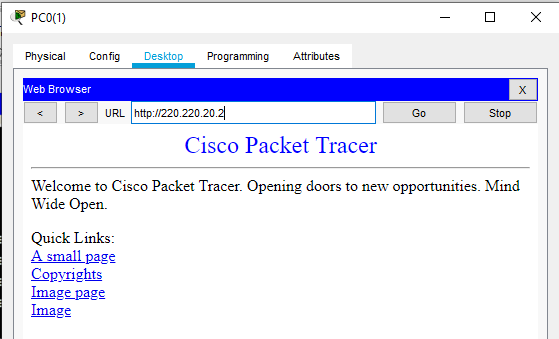 PC0(1)
Physical Config Desktop Programming Attributes
Web Browser X
< > URL http://220.220.20.2 Go Stop
Cisco Packet Tracer
Welcome to Cisco Packet Tracer. Opening doors to new opportunities. Mind
Wide Open.
Quick Links:
A small page
Copyrights
Image page
Image